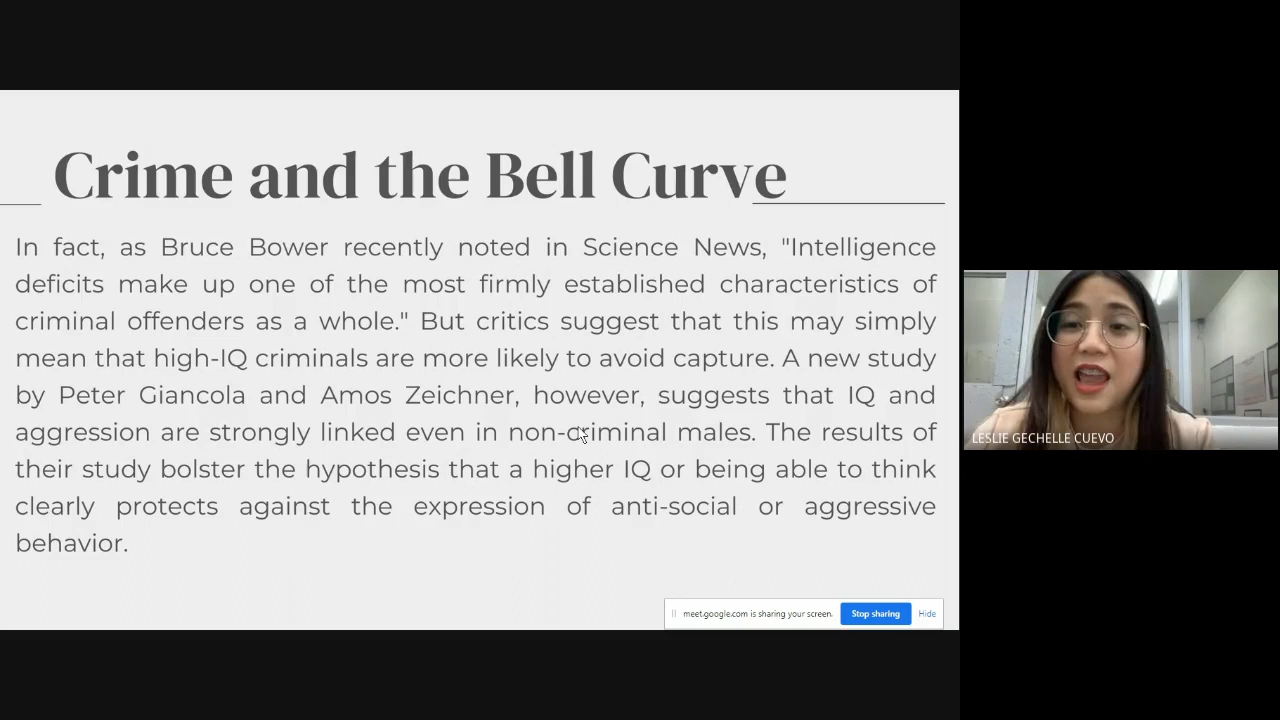 Crime and the Bell Curve
In fact, as Bruce Bower recently noted in Science News, "Intelligence
deficits make up one of the most firmly established characteristics of
criminal offenders as a whole." But critics suggest that this may simply
mean that high-IQ criminals are more likely to avoid capture. A new study
by Peter Giancola and Amos Zeichner, however, suggests that IQ and
aggression are strongly linked even in non-criminal males. The results of
their study bolster the hypothesis that a higher IQ or being able to think
clearly protects against the expression of anti-social or aggressive
behavior.
meet.google.com is sharing your screen.
Stop sharing
Hide
LESLIE GECHELLE CUEVO